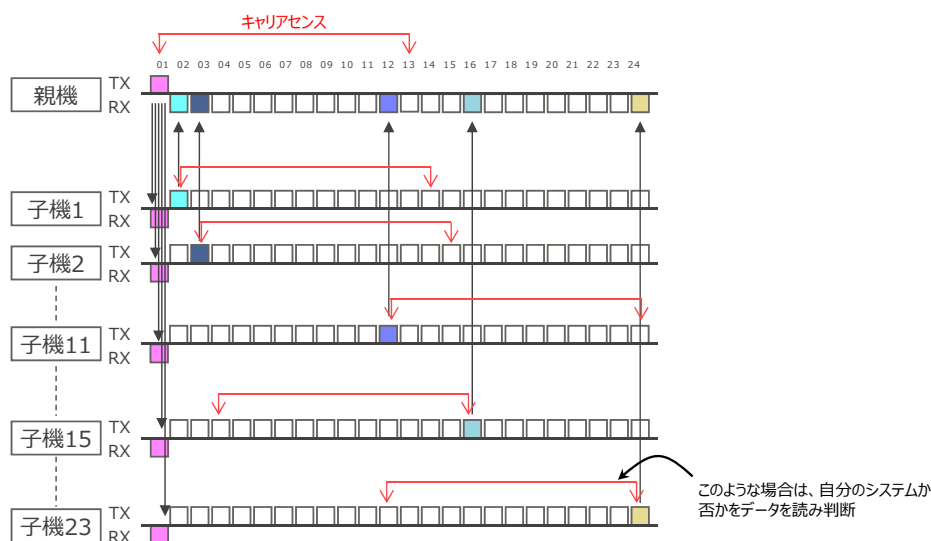 キャリアセンス
01 02 03 04 05 06 07 08 09 10 11 12 13 14 15 16 17 18 19 20 21 22 23 24
親機 TX
RX
子機1 TX
RX
子機2 TX
RX
子機11 TX
RX
子機15 TX
RX
このような場合は、自分のシステムか
否かをデータを読み判断
子機23 TX
RX